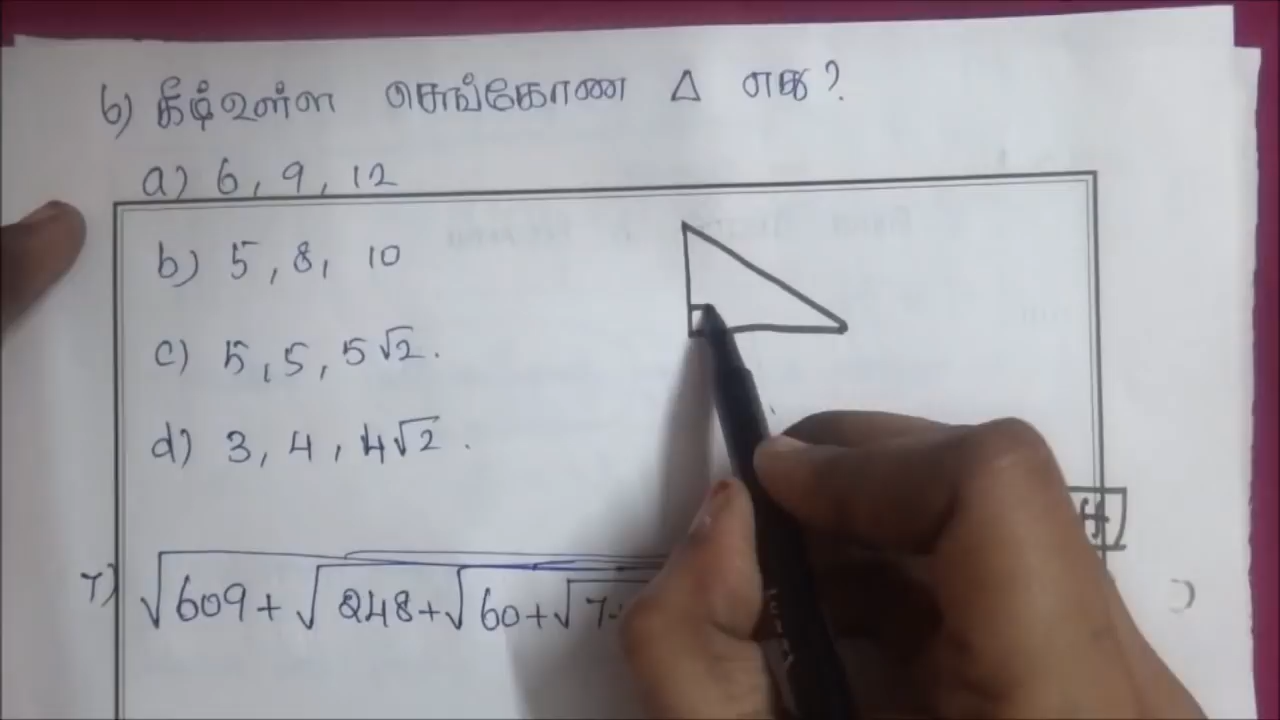 6) கீழ்உள்ள செங்கோண Δ எது?
a) 6, 9, 12
b) 5, 8, 10
c) 5, 5, 5√2.
d) 3, 4, 4√2.
7) √609+√248+√60+√7